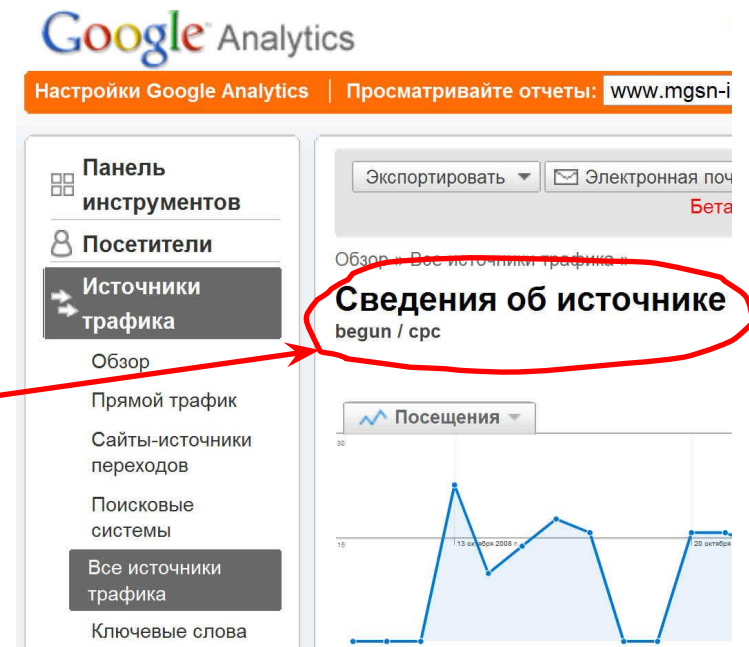 Google Analytics
Настройки Google Analytics | Просматривайте отчеты: www.mgsn-i
Панель
инструментов
Посетители
Источники
трафика
Обзор
Прямой трафик
Сайты-источники
переходов
Поисковые
системы
Все источники
трафика
Ключевые слова
Экспортировать
Электронная поч
Бета
Обзор » Все источники трафика »
Сведения об источнике
begun / cpc
Посещения
30
15
13 октября 2008 г.
20 октября